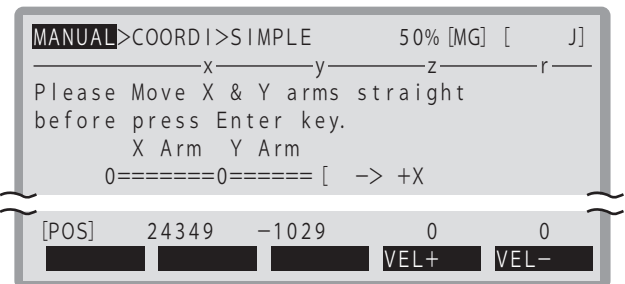 MANUAL>COORDI>SIMPLE 50% [MG] [ J]
x y z r
Please Move X & Y arms straight
before press Enter key.
X Arm Y Arm
0=======0====== [ -> +X
[POS] 24349 -1029 0 0
VEL+ VEL-